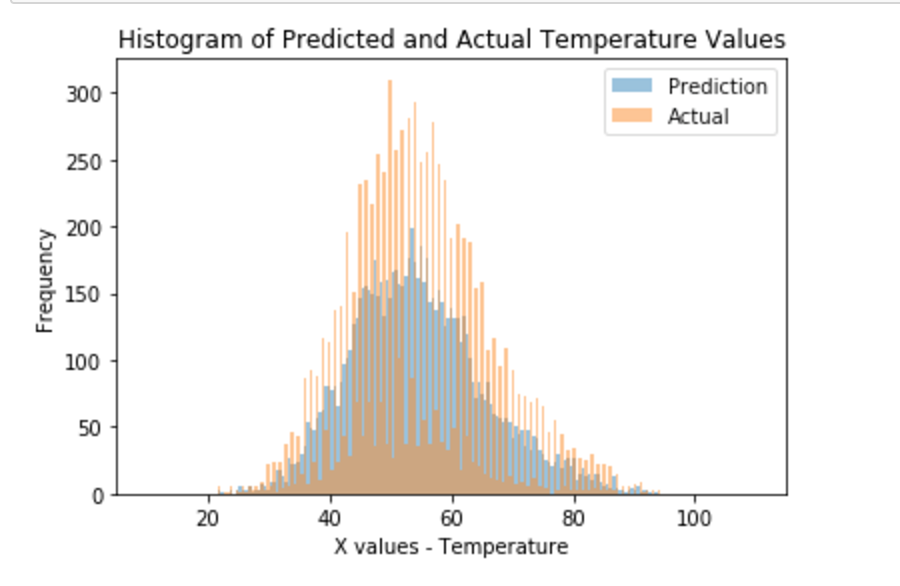 Histogram of Predicted and Actual Temperature Values
Prediction
Actual
Frequency
300
250
200
150
100
50
0
20 40 60 80 100
X values - Temperature